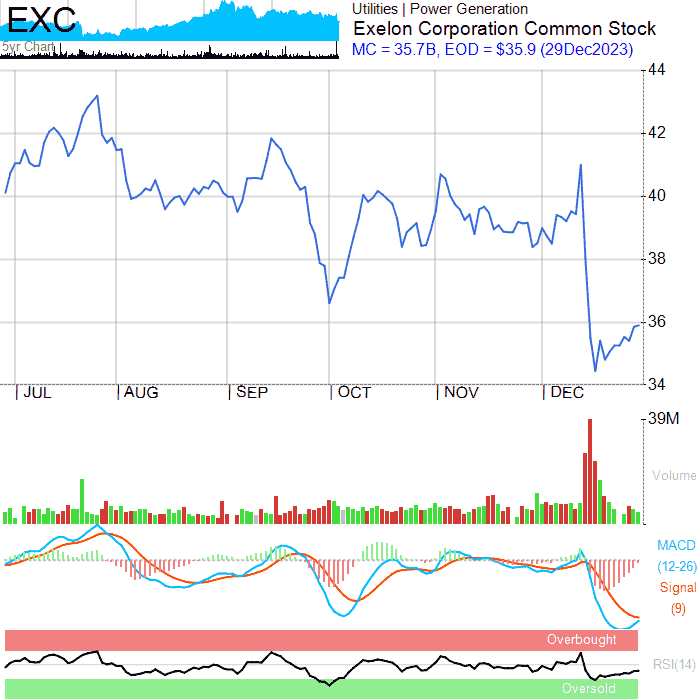 EXC
5yr Chart
Utilities | Power Generation
Exelon Corporation Common Stock
MC = 35.7B, EOD = $35.9 (29Dec2023)
44
42
40
38
36
34
JUL AUG SEP OCT NOV DEC
39M
Volume
MACD
(12-26)
Signal
(9)
Overbought
RSI(14)
Oversold